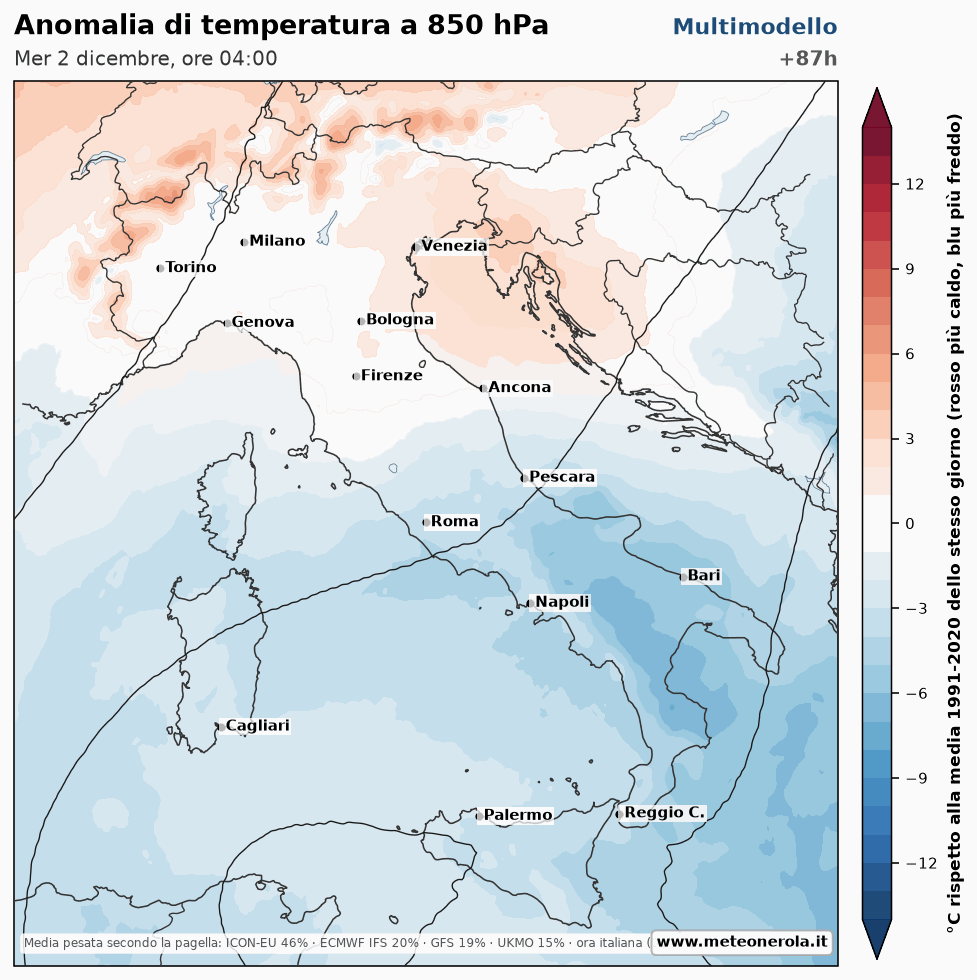 Anomalia di temperatura a 850 hPa
Multimodello
Mer 2 dicembre, ore 04:00
+87h
Milano
Venezia
Torino
Genova
Bologna
Firenze
Ancona
Pescara
Roma
Bari
Napoli
Cagliari
Palermo
Reggio C.
12
9
6
3
0
−3
−6
−9
−12
°C rispetto alla media 1991-2020 dello stesso giorno (rosso più caldo, blu più freddo)
Media pesata secondo la pagella: ICON-EU 46% · ECMWF IFS 20% · GFS 19% · UKMO 15% · ora italiana (
www.meteonerola.it